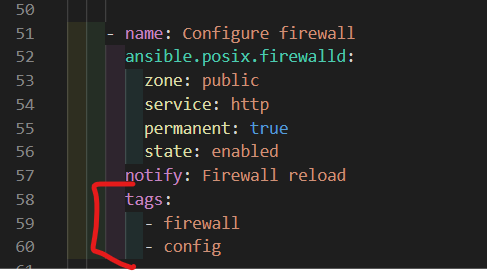 50
51 - name: Configure firewall
52 ansible.posix.firewalld:
53 zone: public
54 service: http
55 permanent: true
56 state: enabled
57 notify: Firewall reload
58 tags:
59 - firewall
60 - config
61